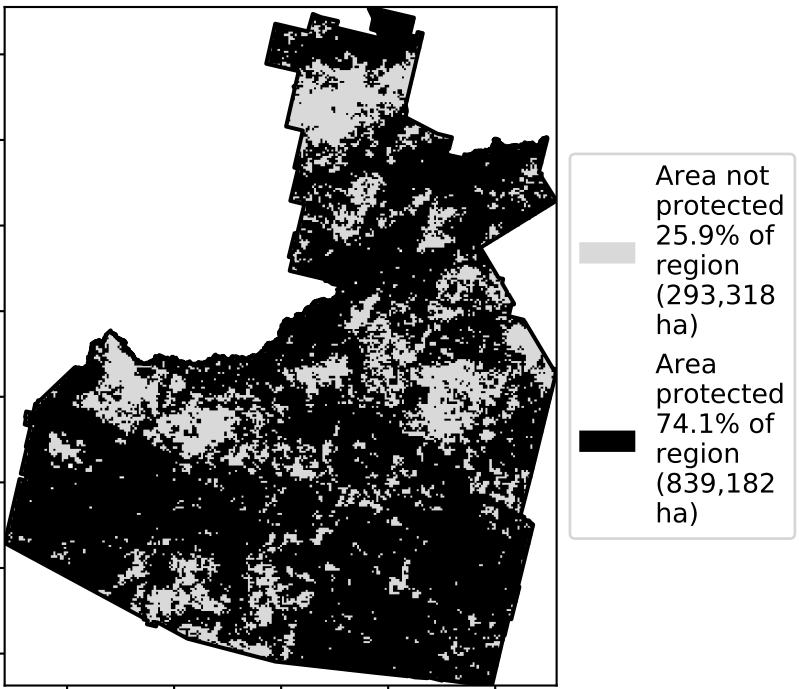 Area not
protected
25.9% of
region
(293,318
ha)
Area
protected
74.1% of
region
(839,182
ha)